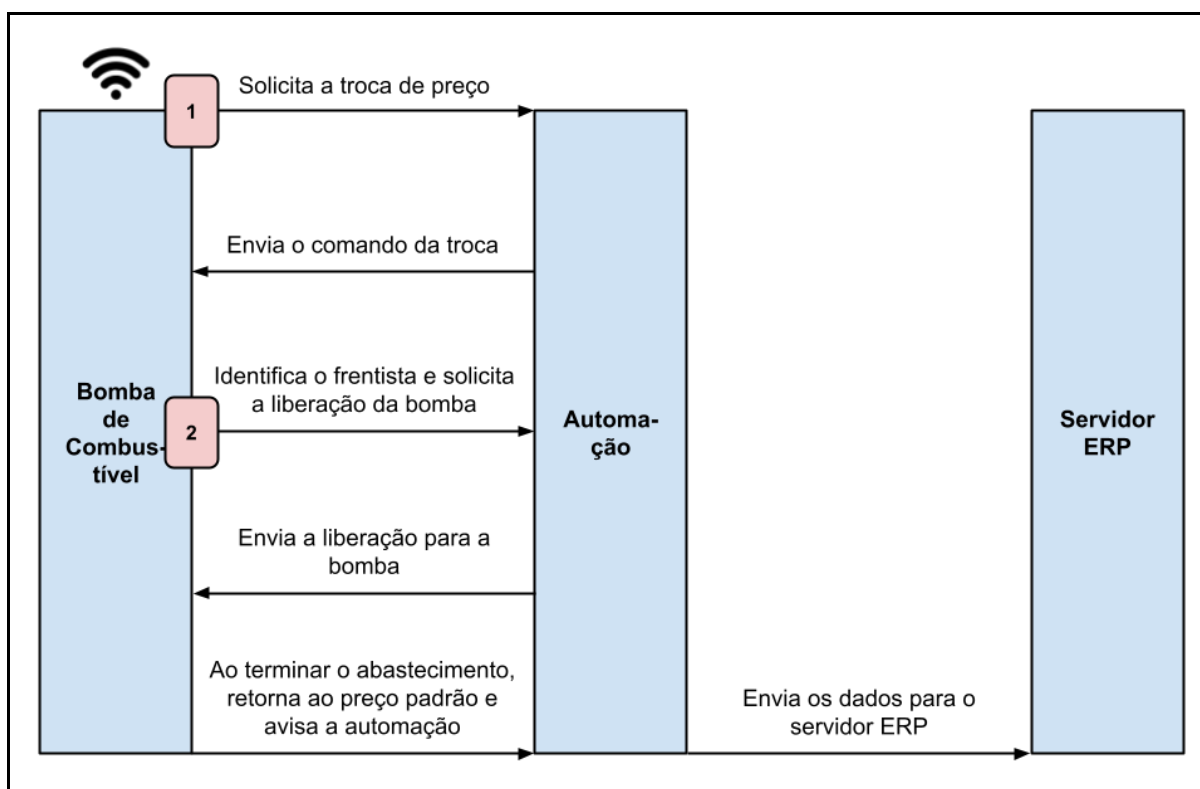 1
Solicita a troca de preço
Envia o comando da troca
Identifica o frentista e solicita
a liberação da bomba
2
Bomba
de
Combus-
tível
Automa-
ção
Servidor
ERP
Envia a liberação para a
bomba
Ao terminar o abastecimento,
retorna ao preço padrão e
avisa a automação
Envia os dados para o
servidor ERP